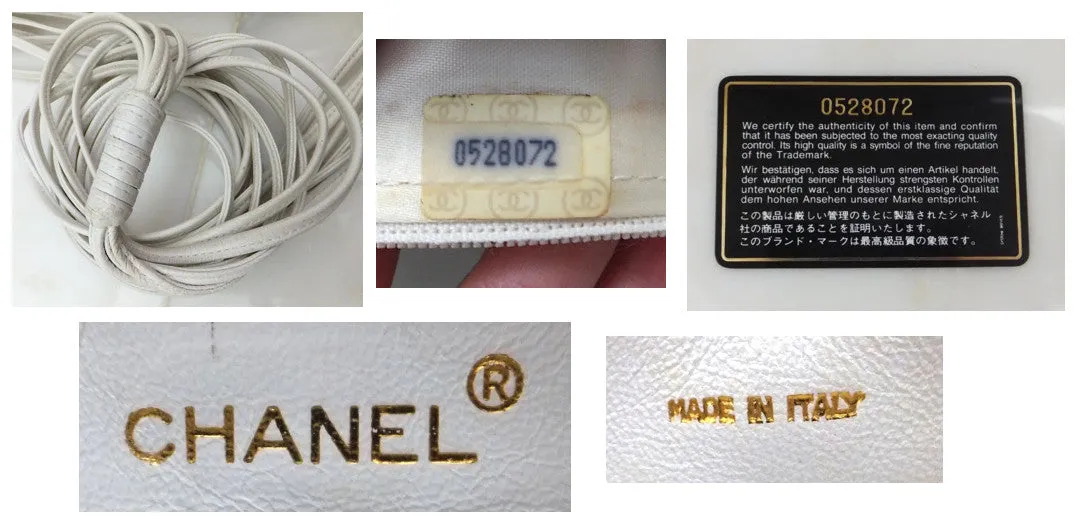 0528072
0528072
We certify the authenticity of this item and confirm
that it has been subjected to the most exacting quality
control. Its high quality is a symbol of the fine reputation
of the Trademark.
Wir bestätigen, dass es sich um einen Artikel handelt,
der während seiner Herstellung strengsten Kontrollen
unterworfen war, und dessen erstklassige Qualität
dem hohen Ansehen unserer Marke entspricht.
この製品は厳しい管理のもとに製造されたシャネル
社の商品であることを証明いたします。
このブランド・マークは最高級品質の象徴です。
CHANEL®
MADE IN ITALY